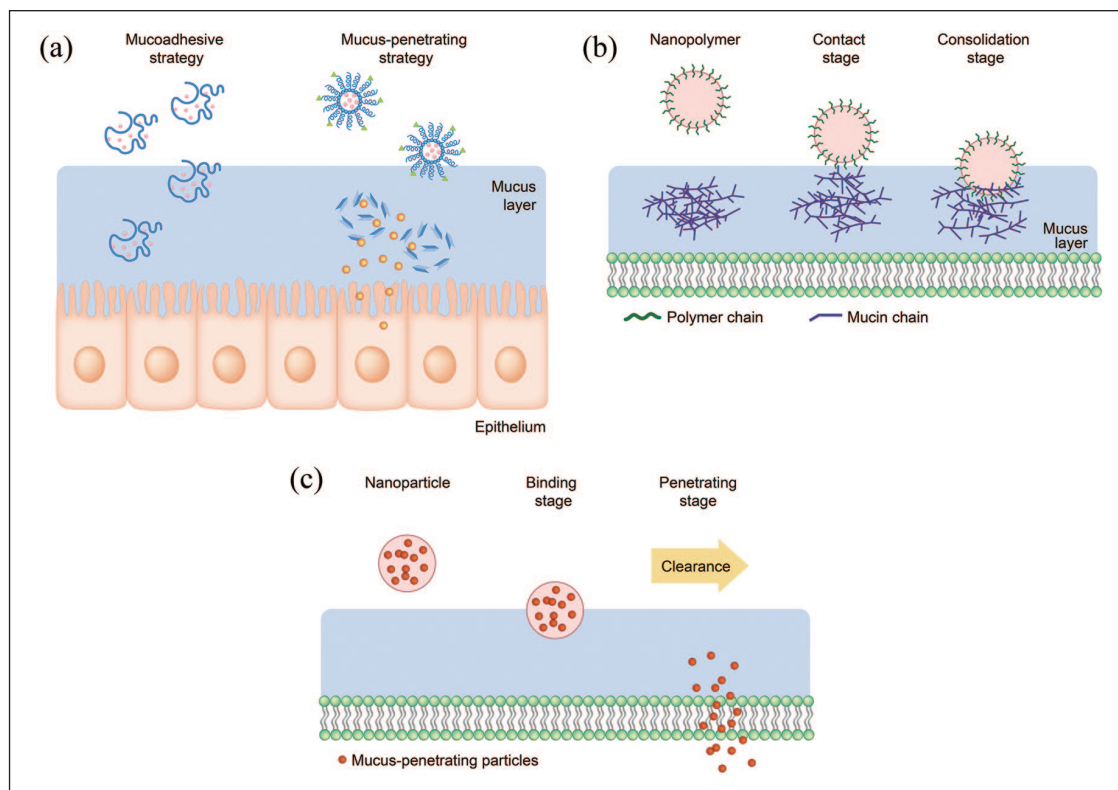 (a)
Mucoadhesive
strategy
Mucus-penetrating
strategy
Mucus
layer
Epithelium
(b)
Nanopolymer
Contact
stage
Consolidation
stage
Mucus
layer
Polymer chain
Mucin chain
(c)
Nanoparticle
Binding
stage
Penetrating
stage
Clearance
Mucus-penetrating particles